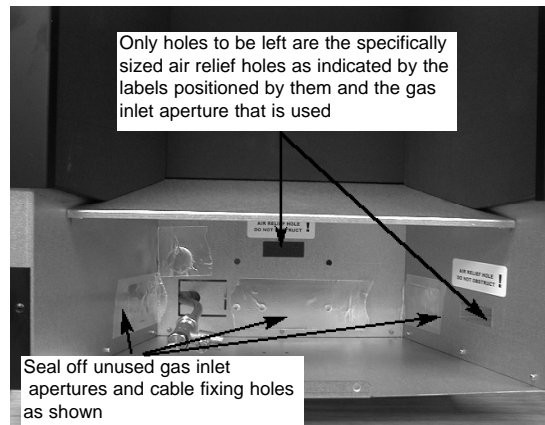 Only holes to be left are the specifically
sized air relief holes as indicated by the
labels positioned by them and the gas
inlet aperture that is used
AIR RELIEF HOLE
DO NOT OBSTRUCT !
AIR RELIEF HOLE
DO NOT OBSTRUCT !
Seal off unused gas inlet
apertures and cable fixing holes
as shown